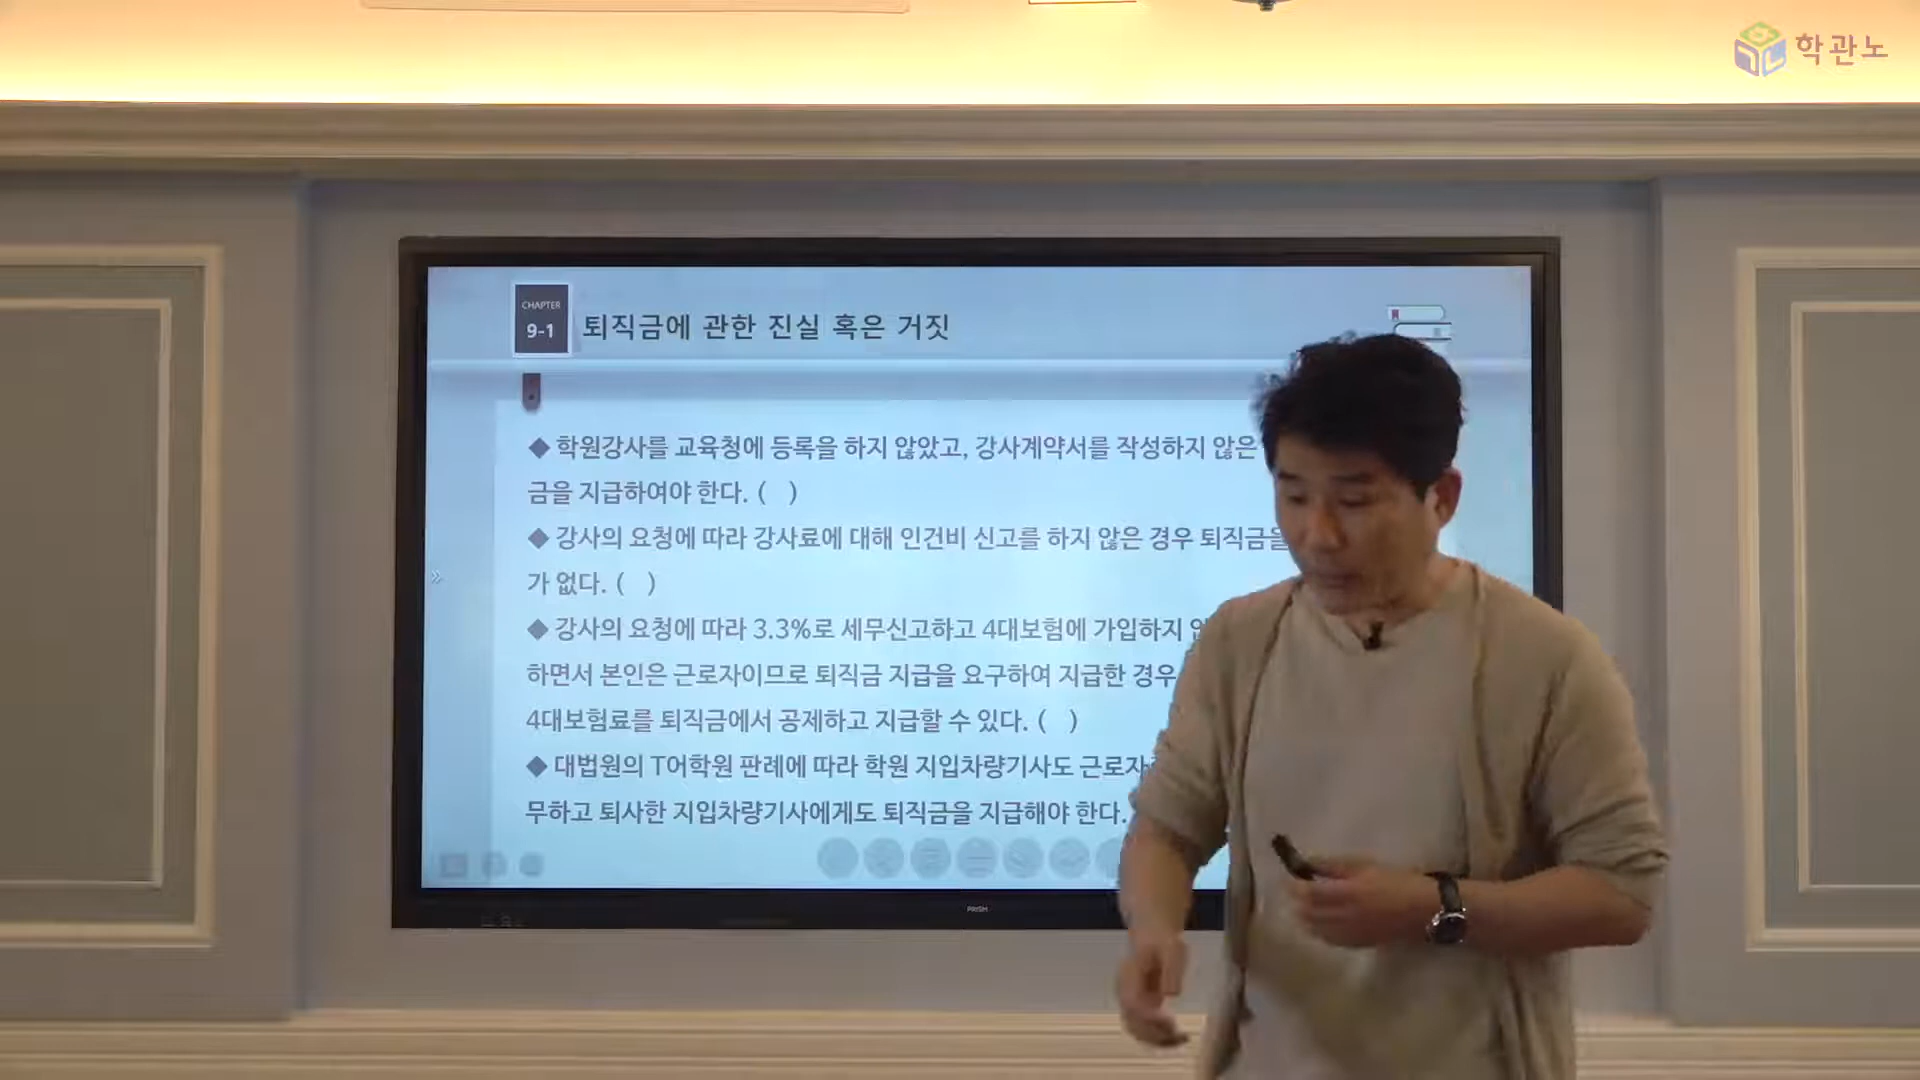 학관노
CHAPTER
9-1
퇴직금에 관한 진실 혹은 거짓
◆ 학원강사를 교육청에 등록을 하지 않았고, 강사계약서를 작성하지 않은
금을 지급하여야 한다. ( )
◆ 강사의 요청에 따라 강사료에 대해 인건비 신고를 하지 않은 경우 퇴직금을
가 없다. ( )
◆ 강사의 요청에 따라 3.3%로 세무신고하고 4대보험에 가입하지
하면서 본인은 근로자이므로 퇴직금 지급을 요구하여 지급한 경우
4대보험료를 퇴직금에서 공제하고 지급할 수 있다. ( )
◆ 대법원의 T어학원 판례에 따라 학원 지입차량기사도
무하고 퇴사한 지입차량기사에게도 퇴직금을 지급해야 한다.
PRISM